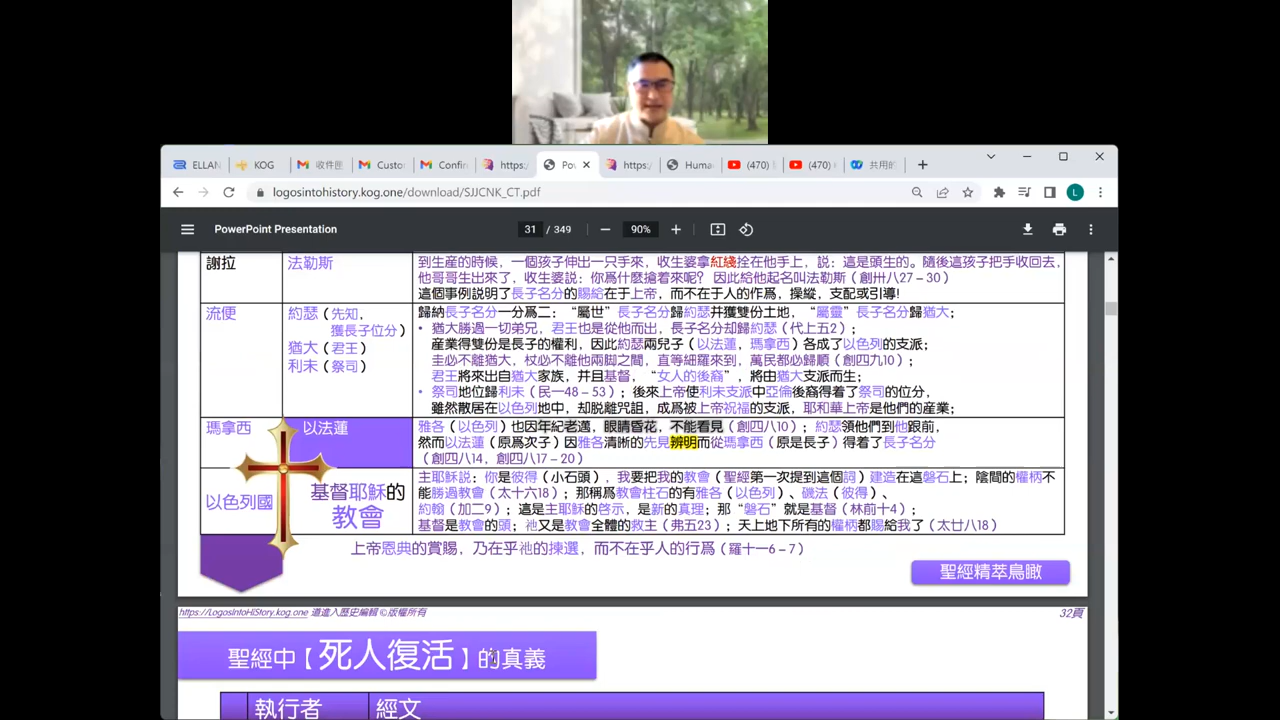 ELLAN
KOG
收件匣
Custo
Confir
https:/
Pow
https:/
Huma
(470)
(470)
共用的
logosintohistory.kog.one/download/SJJCNK_CT.pdf
L
PowerPoint Presentation
31 / 349
90%
謝拉
法勒斯
到生産的時候，一個孩子伸出一只手來，收生婆拿紅綫拴在他手上，説：這是頭生的。隨後這孩子把手收回去，
他哥哥生出來了，收生婆説：你爲什麽搶着來呢？因此給他起名叫法勒斯（創卅八27－30）
這個事例説明了長子名分的賜給在于上帝，而不在于人的作爲，操縱，支配或引導!
流便
約瑟（先知，
獲長子位分）
猶大（君王）
利未（祭司）
歸納長子名分一分爲二：“屬世”長子名分歸約瑟并獲雙份土地，“屬靈”長子名分歸猶大；
• 猶大勝過一切弟兄，君王也是從他而出，長子名分却歸約瑟（代上五2）；
産業得雙份是長子的權利，因此約瑟兩兒子（以法蓮，瑪拿西）各成了以色列的支派；
圭必不離猶大，杖必不離他兩脚之間，直等細羅來到，萬民都必歸順（創四九10）；
君王將來出自猶大家族，并且基督，“女人的後裔”，將由猶大支派而生；
• 祭司地位歸利未（民一48－53）；後來上帝使利未支派中亞倫後裔得着了祭司的位分，
雖然散居在以色列地中，却脱離咒詛，成爲被上帝祝福的支派，耶和華上帝是他們的産業；
瑪拿西
以法蓮
雅各（以色列）也因年紀老邁，眼睛昏花，不能看見（創四八10）；約瑟領他們到他跟前，
然而以法蓮（原爲次子）因雅各清晰的先見辨明而從瑪拿西（原是長子）得着了長子名分
（創四八14，創四八17－20）
以色列國
基督耶穌的
教會
主耶穌説：你是彼得（小石頭），我要把我的教會（聖經第一次提到這個詞）建造在這磐石上；陰間的權柄不
能勝過教會（太十六18）；那稱爲教會柱石的有雅各（以色列）、磯法（彼得）、
約翰（加二9）；這是主耶穌的啓示，是新的真理；那“磐石”就是基督（林前十4）；
基督是教會的頭；祂又是教會全體的救主（弗五23）；天上地下所有的權柄都賜給我了（太廿八18）
上帝恩典的賞賜，乃在乎祂的揀選，而不在乎人的行爲（羅十一6－7）
聖經精萃鳥瞰
https://LogosIntoHiStory.kog.one 道進入歷史編輯 ©版權所有
32頁
聖經中【死人復活】的真義
執行者
經文